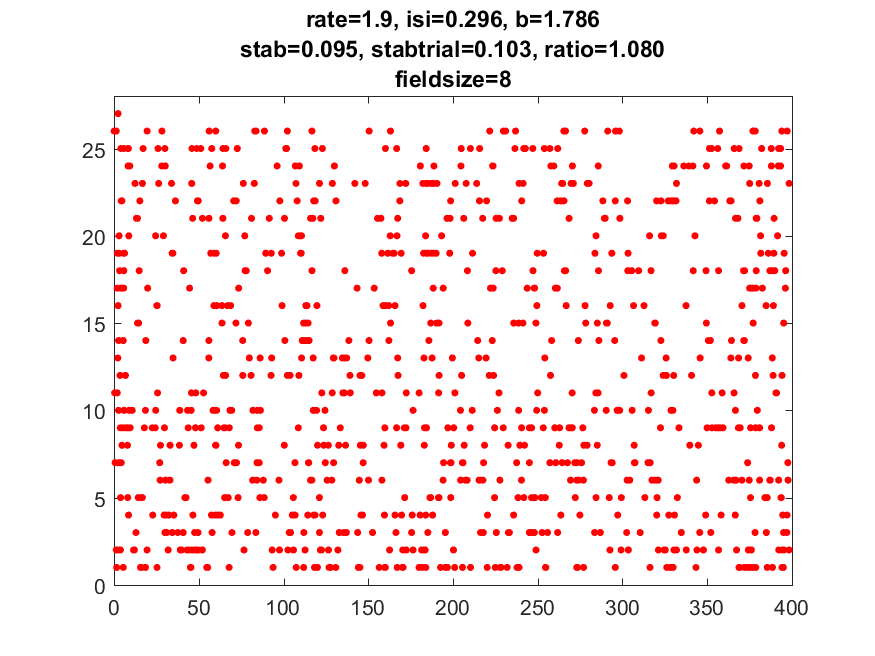 rate=1.9, isi=0.296, b=1.786
stab=0.095, stabtrial=0.103, ratio=1.080
fieldsize=8
25
20
15
10
5
0
0 50 100 150 200 250 300 350 400